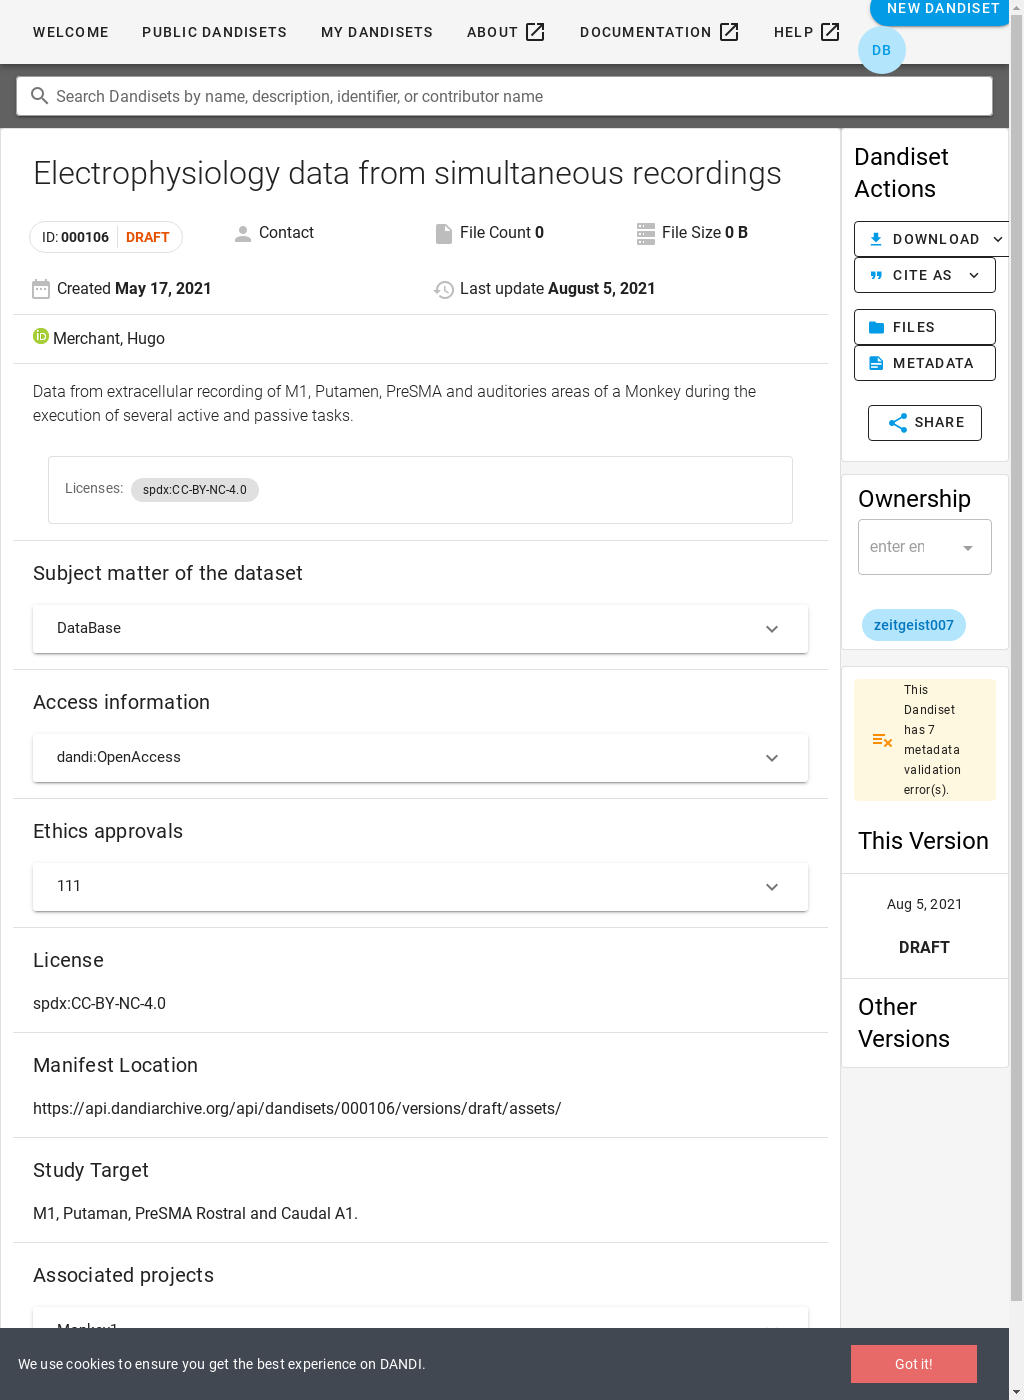 WELCOME PUBLIC DANDISETS MY DANDISETS ABOUT DOCUMENTATION HELP NEW DANDISET
DB
Search Dandisets by name, description, identifier, or contributor name
Electrophysiology data from simultaneous recordings
ID: 000106 DRAFT Contact File Count 0 File Size 0 B
Created May 17, 2021 Last update August 5, 2021
iD Merchant, Hugo
Data from extracellular recording of M1, Putamen, PreSMA and auditories areas of a Monkey during the
execution of several active and passive tasks.
Licenses: spdx:CC-BY-NC-4.0
Subject matter of the dataset
DataBase
Access information
dandi:OpenAccess
Ethics approvals
111
License
spdx:CC-BY-NC-4.0
Manifest Location
https://api.dandiarchive.org/api/dandisets/000106/versions/draft/assets/
Study Target
M1, Putaman, PreSMA Rostral and Caudal A1.
Associated projects
Dandiset
Actions
DOWNLOAD
CITE AS
FILES
METADATA
SHARE
Ownership
enter en
zeitgeist007
This
Dandiset
has 7
metadata
validation
error(s).
This Version
Aug 5, 2021
DRAFT
Other
Versions
We use cookies to ensure you get the best experience on DANDI.
Got it!